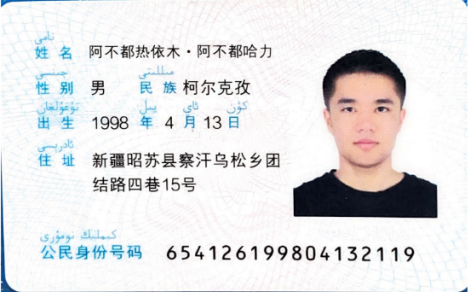 نامى
姓 名 阿不都热依木·阿不都哈力
جىنسى مىللىتى
性 别 男 民 族 柯尔克孜
تۇغۇلغان يىل ئاي كۈن
出 生 1998 年 4 月 13 日
ئادرېسى
住 址 新疆昭苏县察汗乌松乡团
结路四巷15号
كىملىك نومۇرى
公民身份号码 654126199804132119